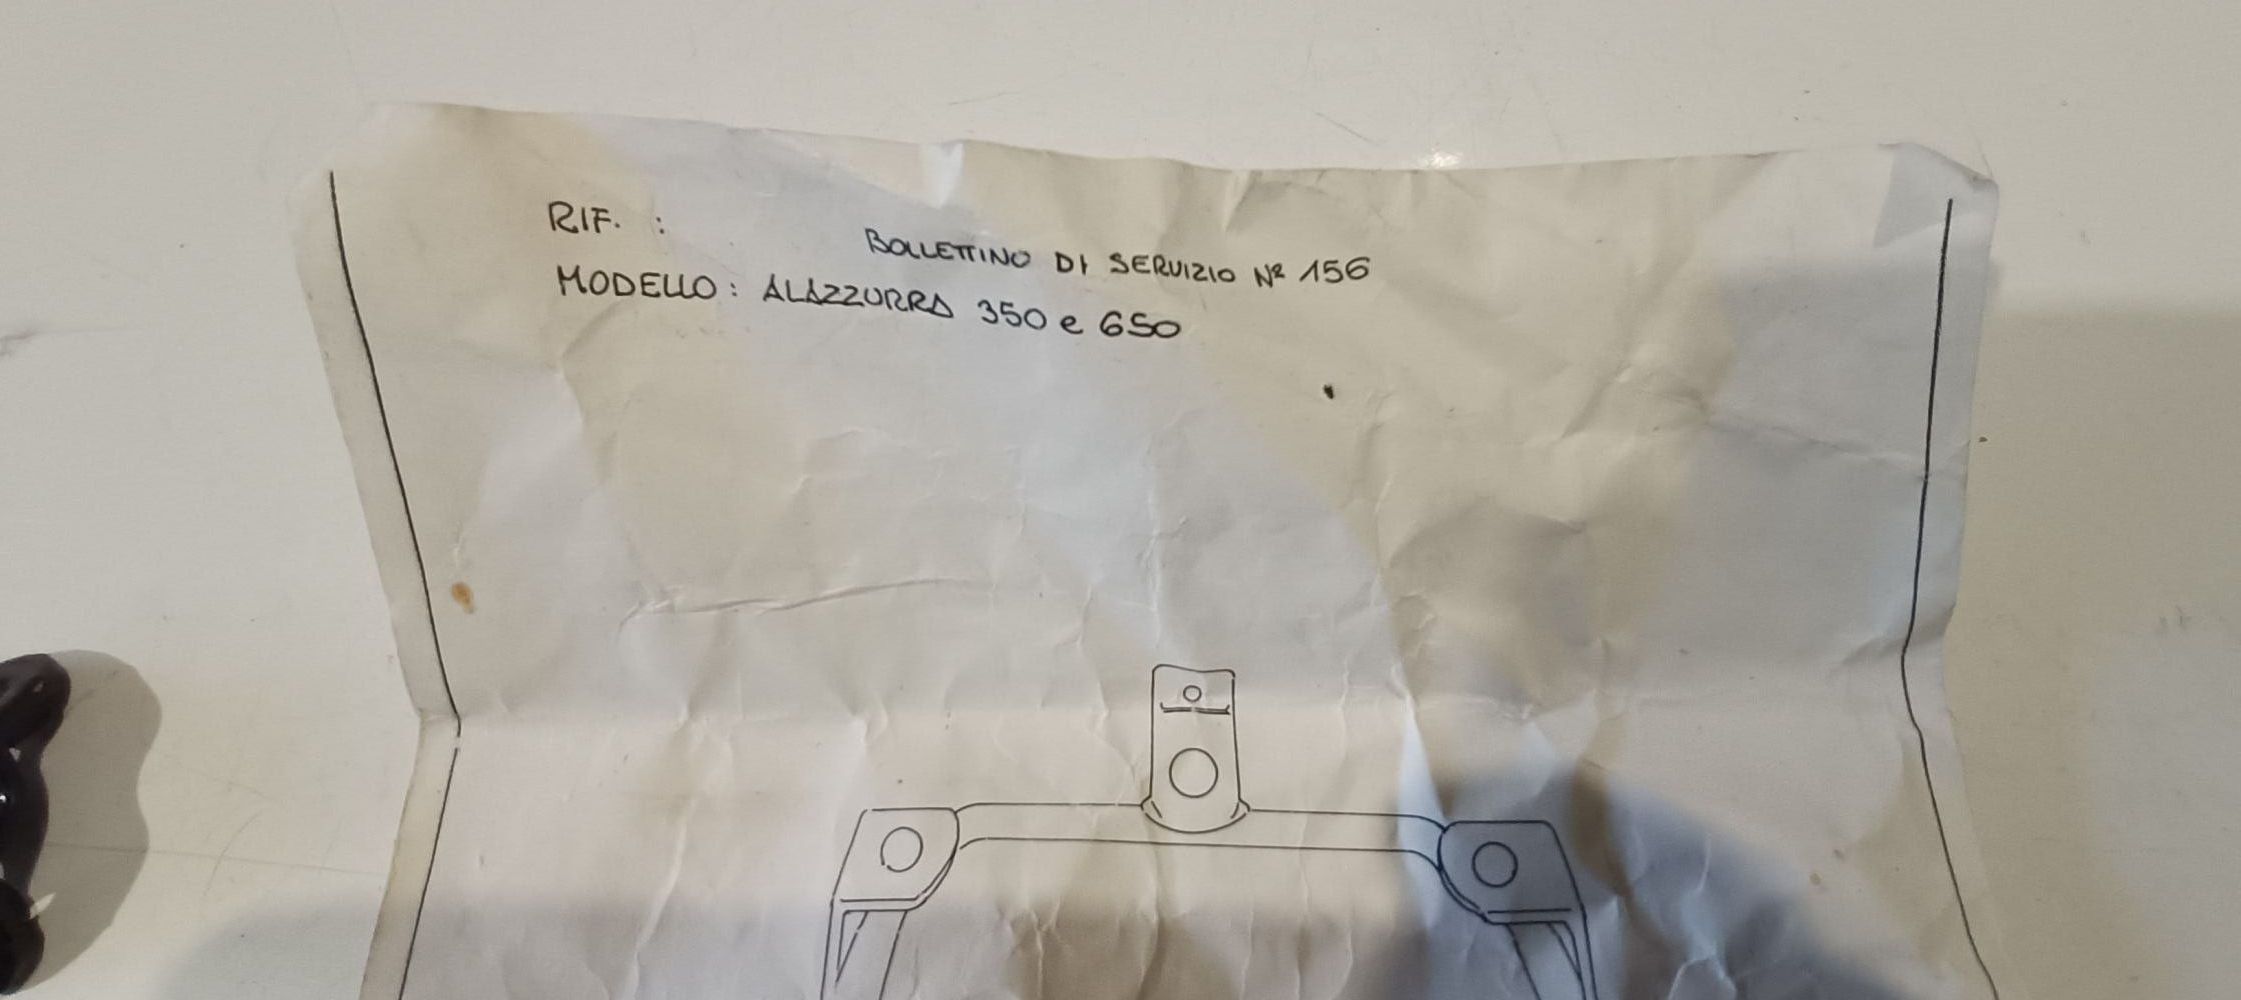 RIF. :
BOLLETTINO DI SERVIZIO Nº 156
MODELLO: ALAZZURRA 350 e 650